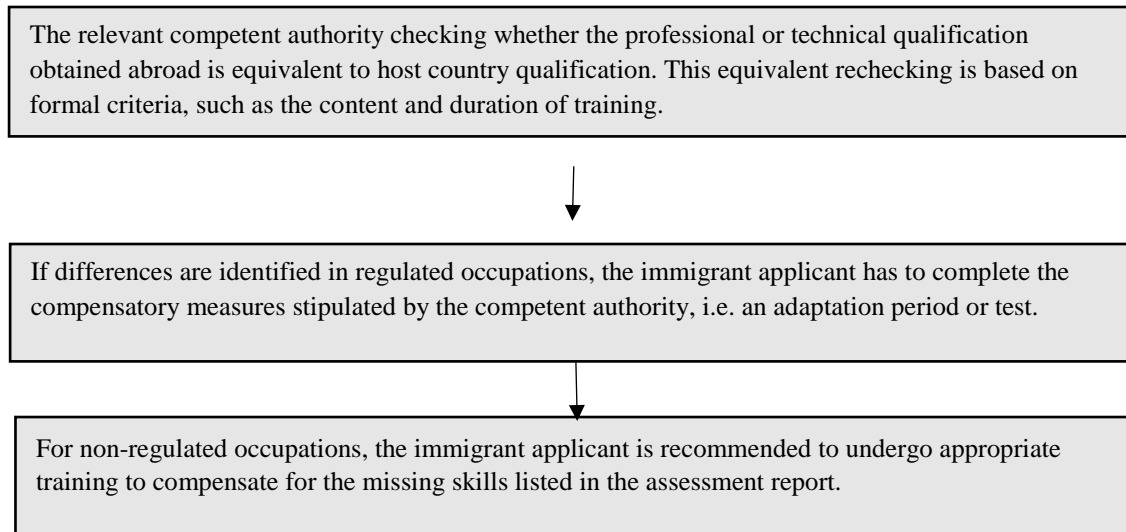 The relevant competent authority checking whether the professional or technical qualification
obtained abroad is equivalent to host country qualification. This equivalent rechecking is based on
formal criteria, such as the content and duration of training.
If differences are identified in regulated occupations, the immigrant applicant has to complete the
compensatory measures stipulated by the competent authority, i.e. an adaptation period or test.
For non-regulated occupations, the immigrant applicant is recommended to undergo appropriate
training to compensate for the missing skills listed in the assessment report.